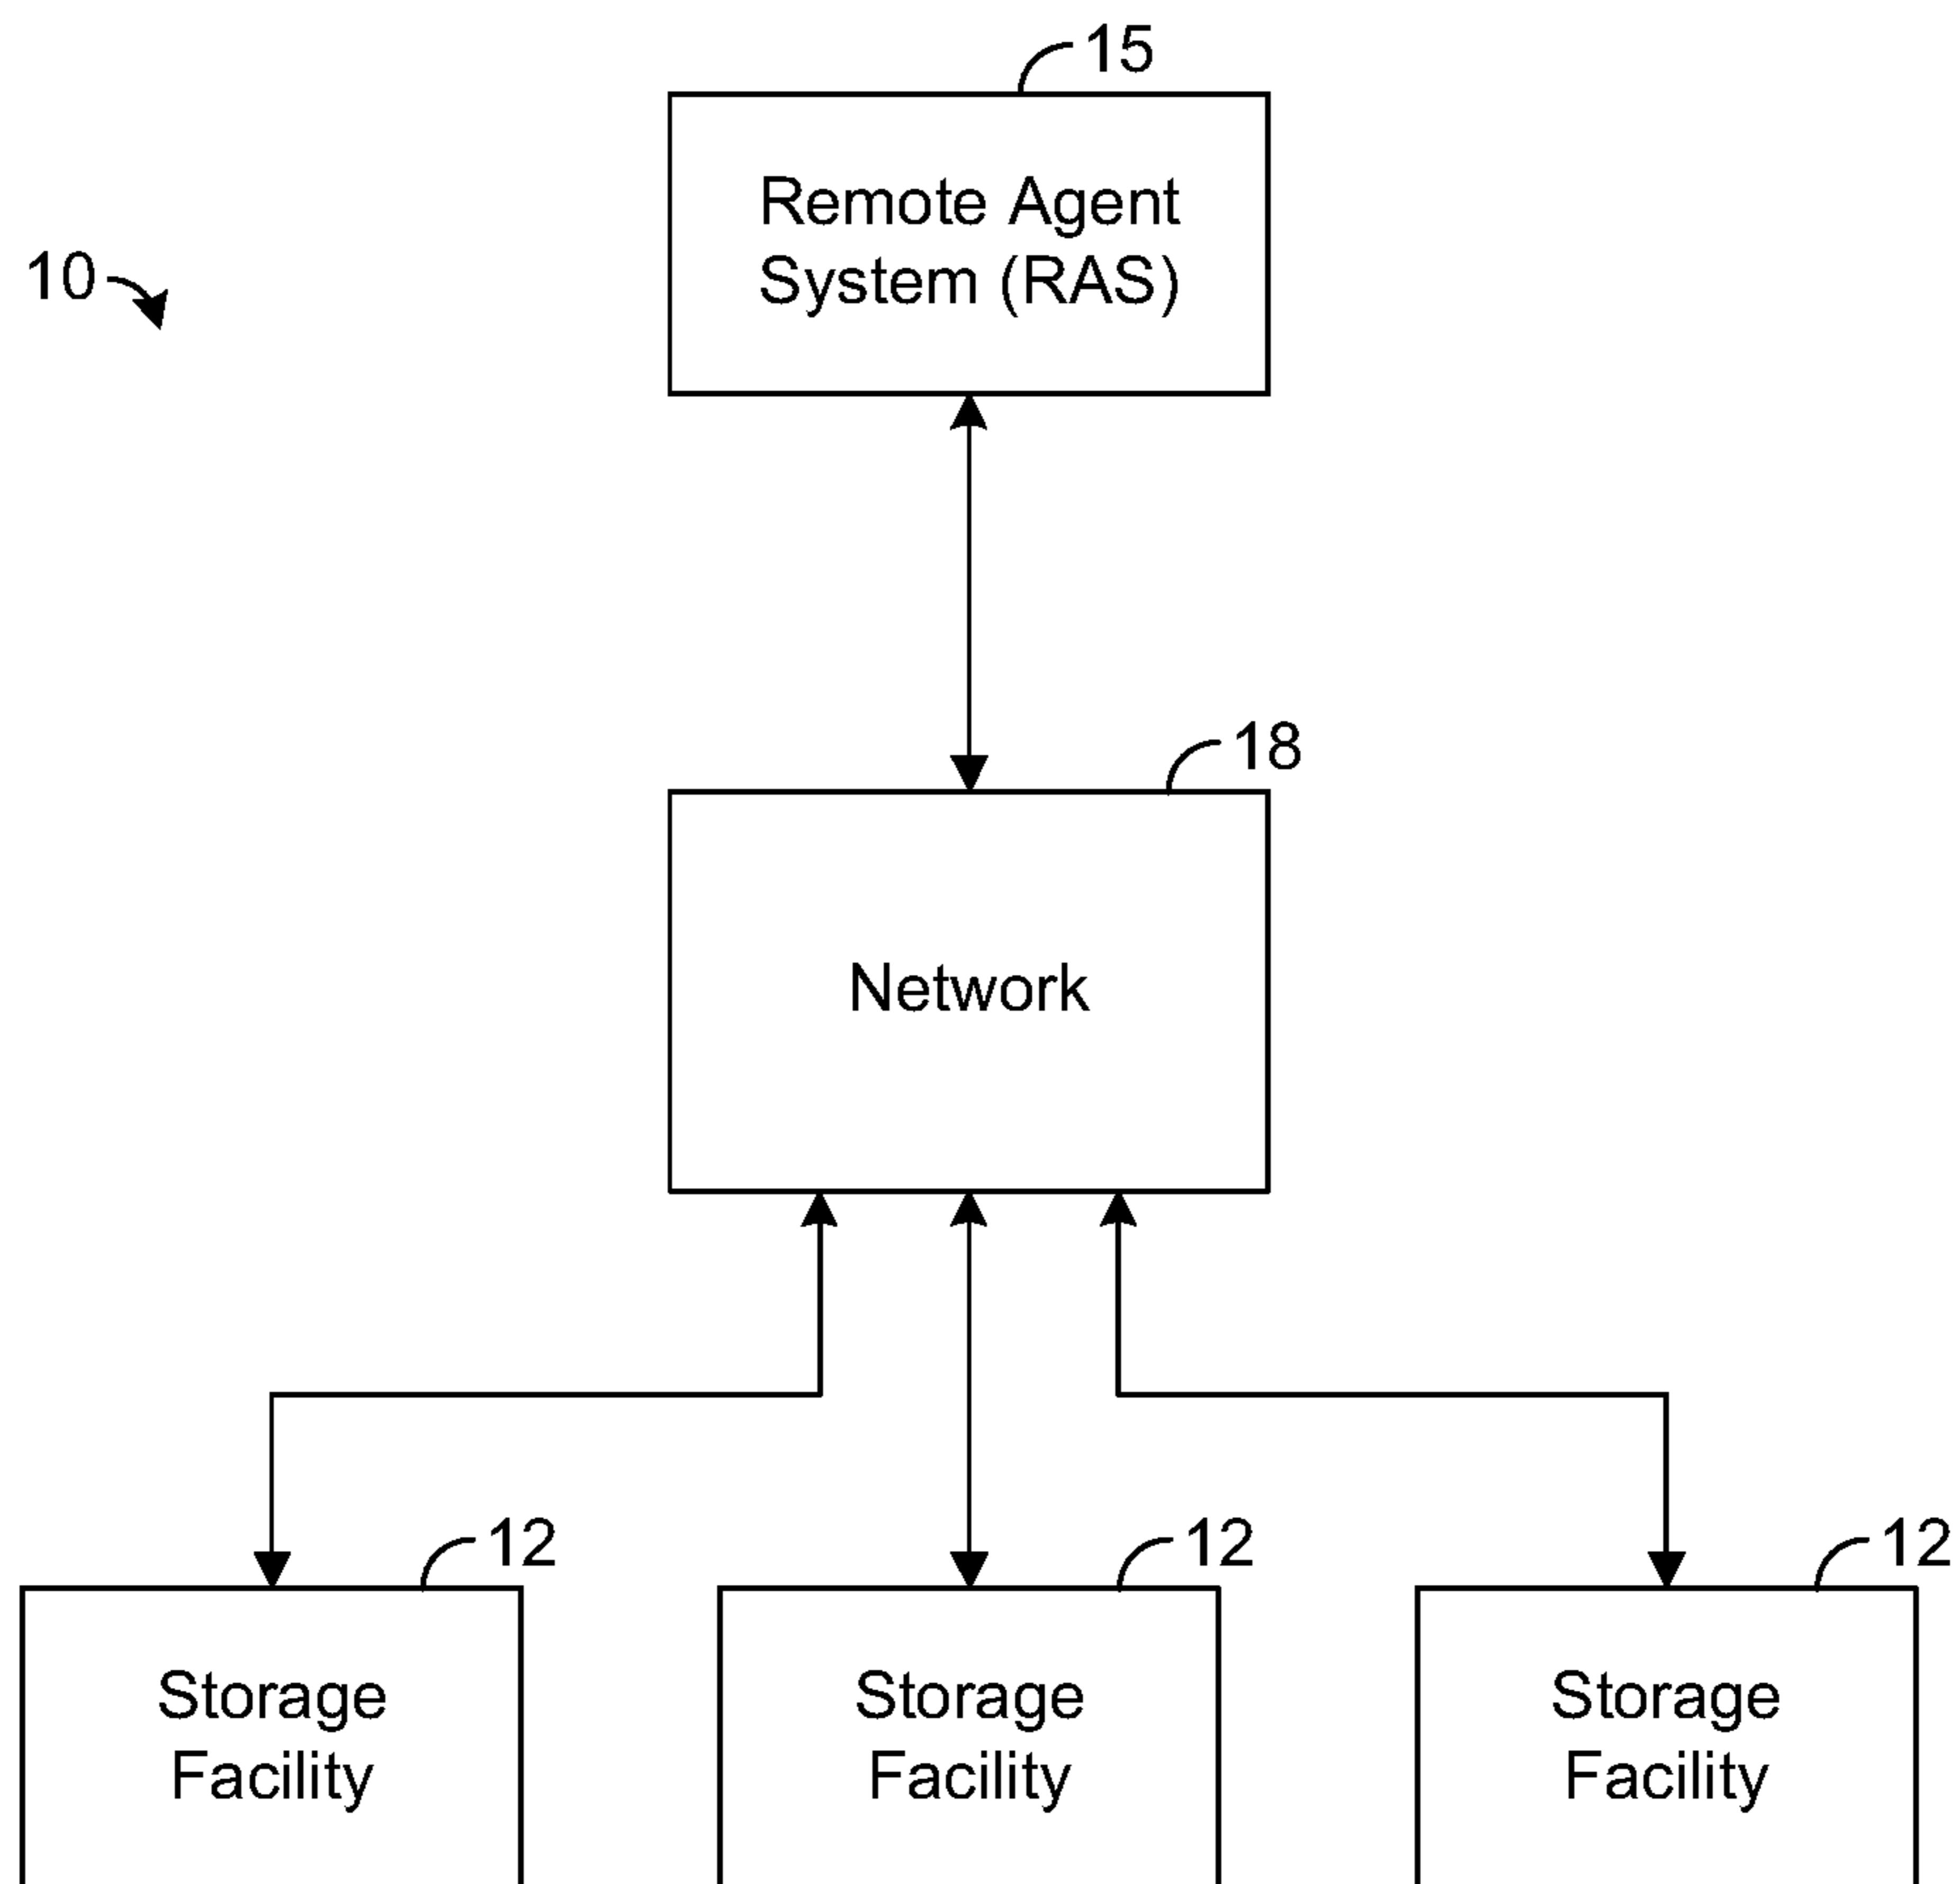 15
Remote Agent
System (RAS)
10
18
Network
12
12
12
Storage
Facility
Storage
Facility
Storage
Facility